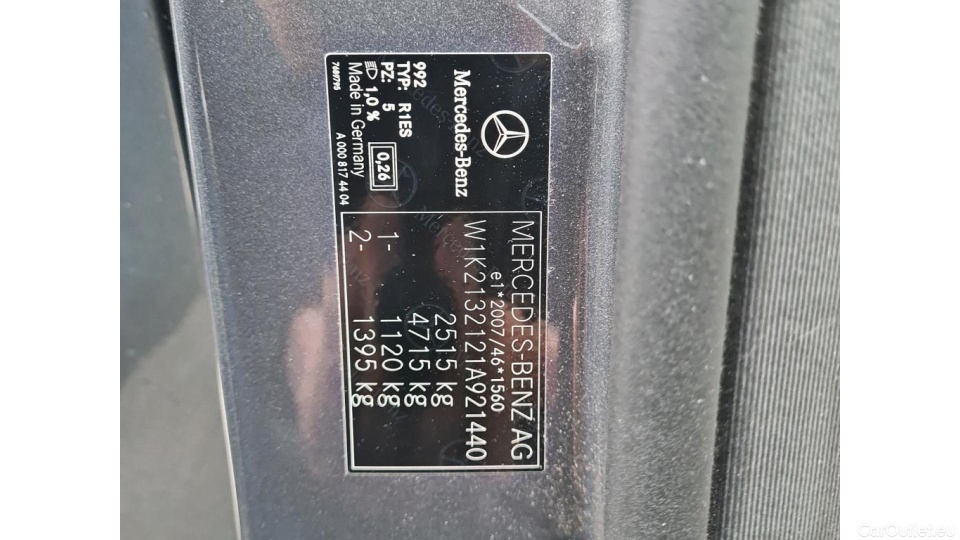 Mercedes-Benz
992
TYP: R1ES
PZ: 5
1,0 % 0,26
Made in Germany
7469795
A 000 817 44 04
MERCEDES-BENZ AG
e1*2007/46*1560
W1K2132121A921440
2515 kg
4715 kg
1- 1120 kg
2- 1395 kg
CarOutlet.eu